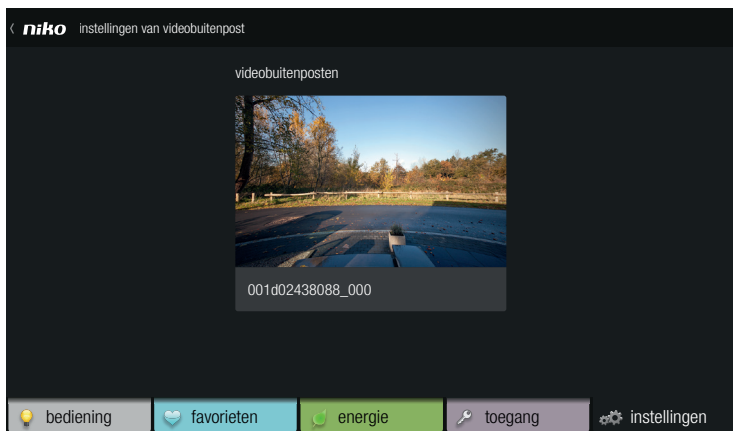 niko instellingen van videobuitenpost
videobuitenposten
001d02438088_000
bediening favorieten energie toegang instellingen